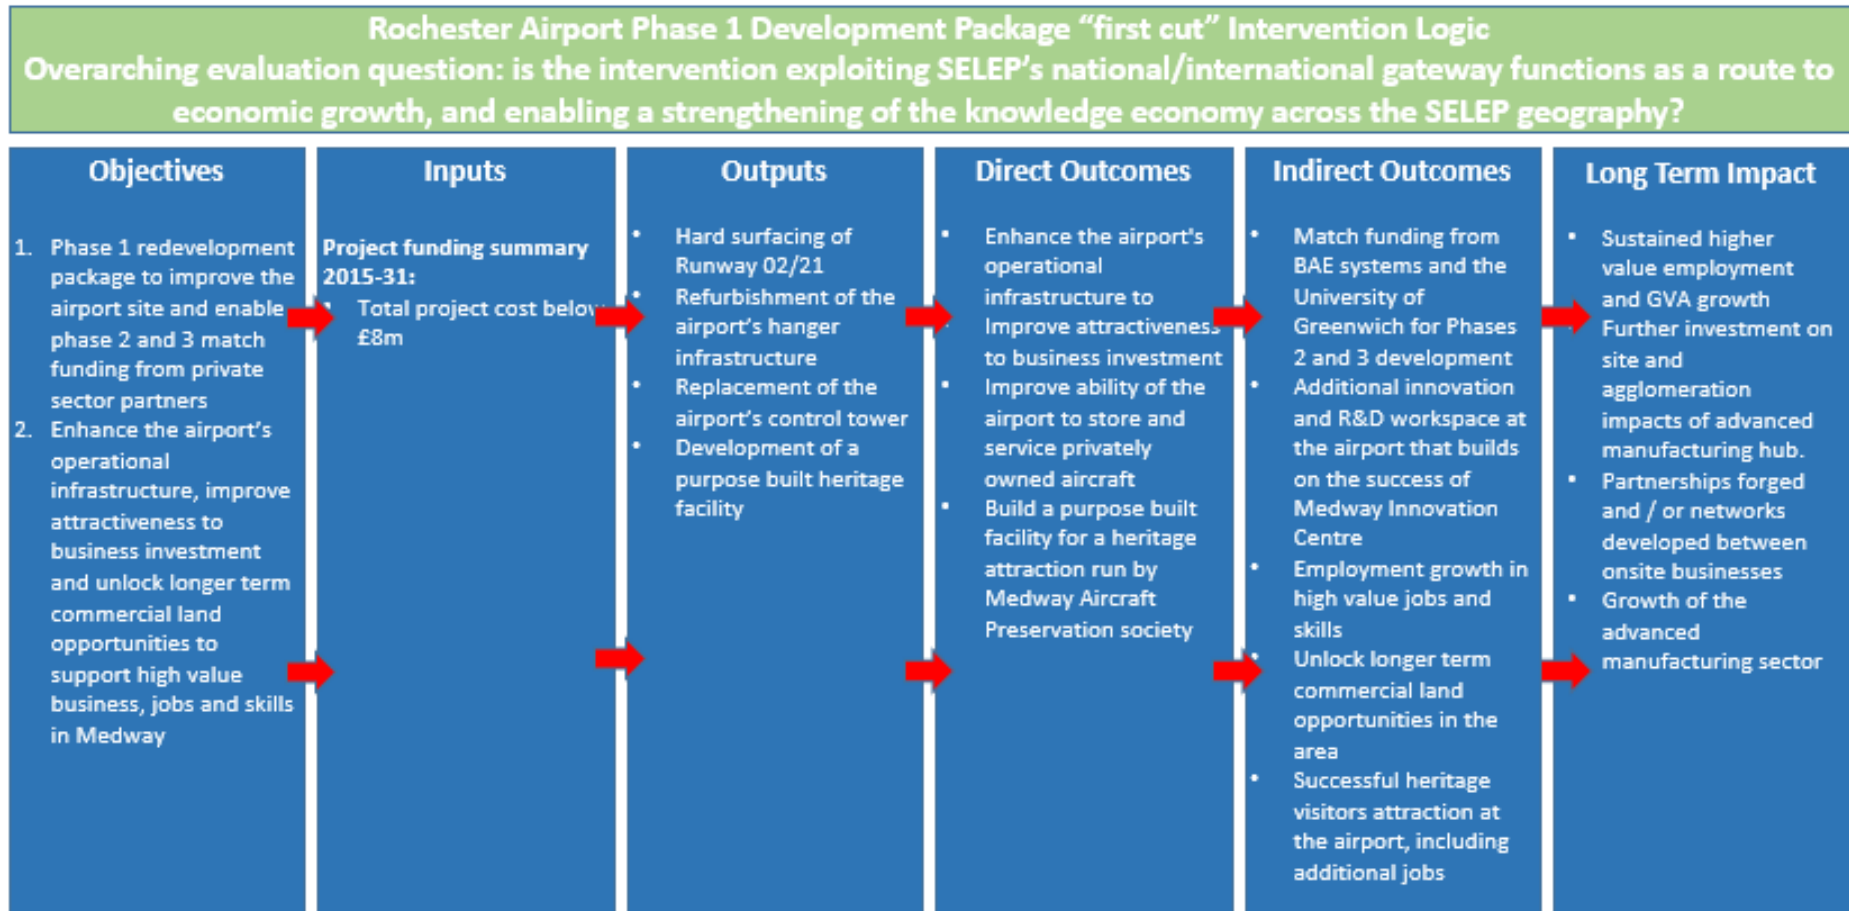 Rochester Airport Phase 1 Development Package “first cut” Intervention Logic
Overarching evaluation question: is the intervention exploiting SELEP’s national/international gateway functions as a route to
economic growth, and enabling a strengthening of the knowledge economy across the SELEP geography?
Objectives
1. Phase 1 redevelopment
package to improve the
airport site and enable
phase 2 and 3 match
funding from private
sector partners
2. Enhance the airport’s
operational
infrastructure, improve
attractiveness to
business investment
and unlock longer term
commercial land
opportunities to
support high value
business, jobs and skills
in Medway
Inputs
Project funding summary
2015-31:
• Total project cost below
£8m
Outputs
• Hard surfacing of
Runway 02/21
• Refurbishment of the
airport’s hanger
infrastructure
• Replacement of the
airport’s control tower
• Development of a
purpose built heritage
facility
Direct Outcomes
• Enhance the airport's
operational
infrastructure to
• Improve attractiveness
to business investment
• Improve ability of the
airport to store and
service privately
owned aircraft
• Build a purpose built
facility for a heritage
attraction run by
Medway Aircraft
Preservation society
Indirect Outcomes
• Match funding from
BAE systems and the
University of
Greenwich for Phases
2 and 3 development
• Additional innovation
and R&D workspace at
the airport that builds
on the success of
Medway Innovation
Centre
• Employment growth in
high value jobs and
skills
• Unlock longer term
commercial land
opportunities in the
area
• Successful heritage
visitors attraction at
the airport, including
additional jobs
Long Term Impact
• Sustained higher
value employment
and GVA growth
Further investment on
site and
agglomeration
impacts of advanced
manufacturing hub.
• Partnerships forged
and / or networks
developed between
onsite businesses
• Growth of the
advanced
manufacturing sector